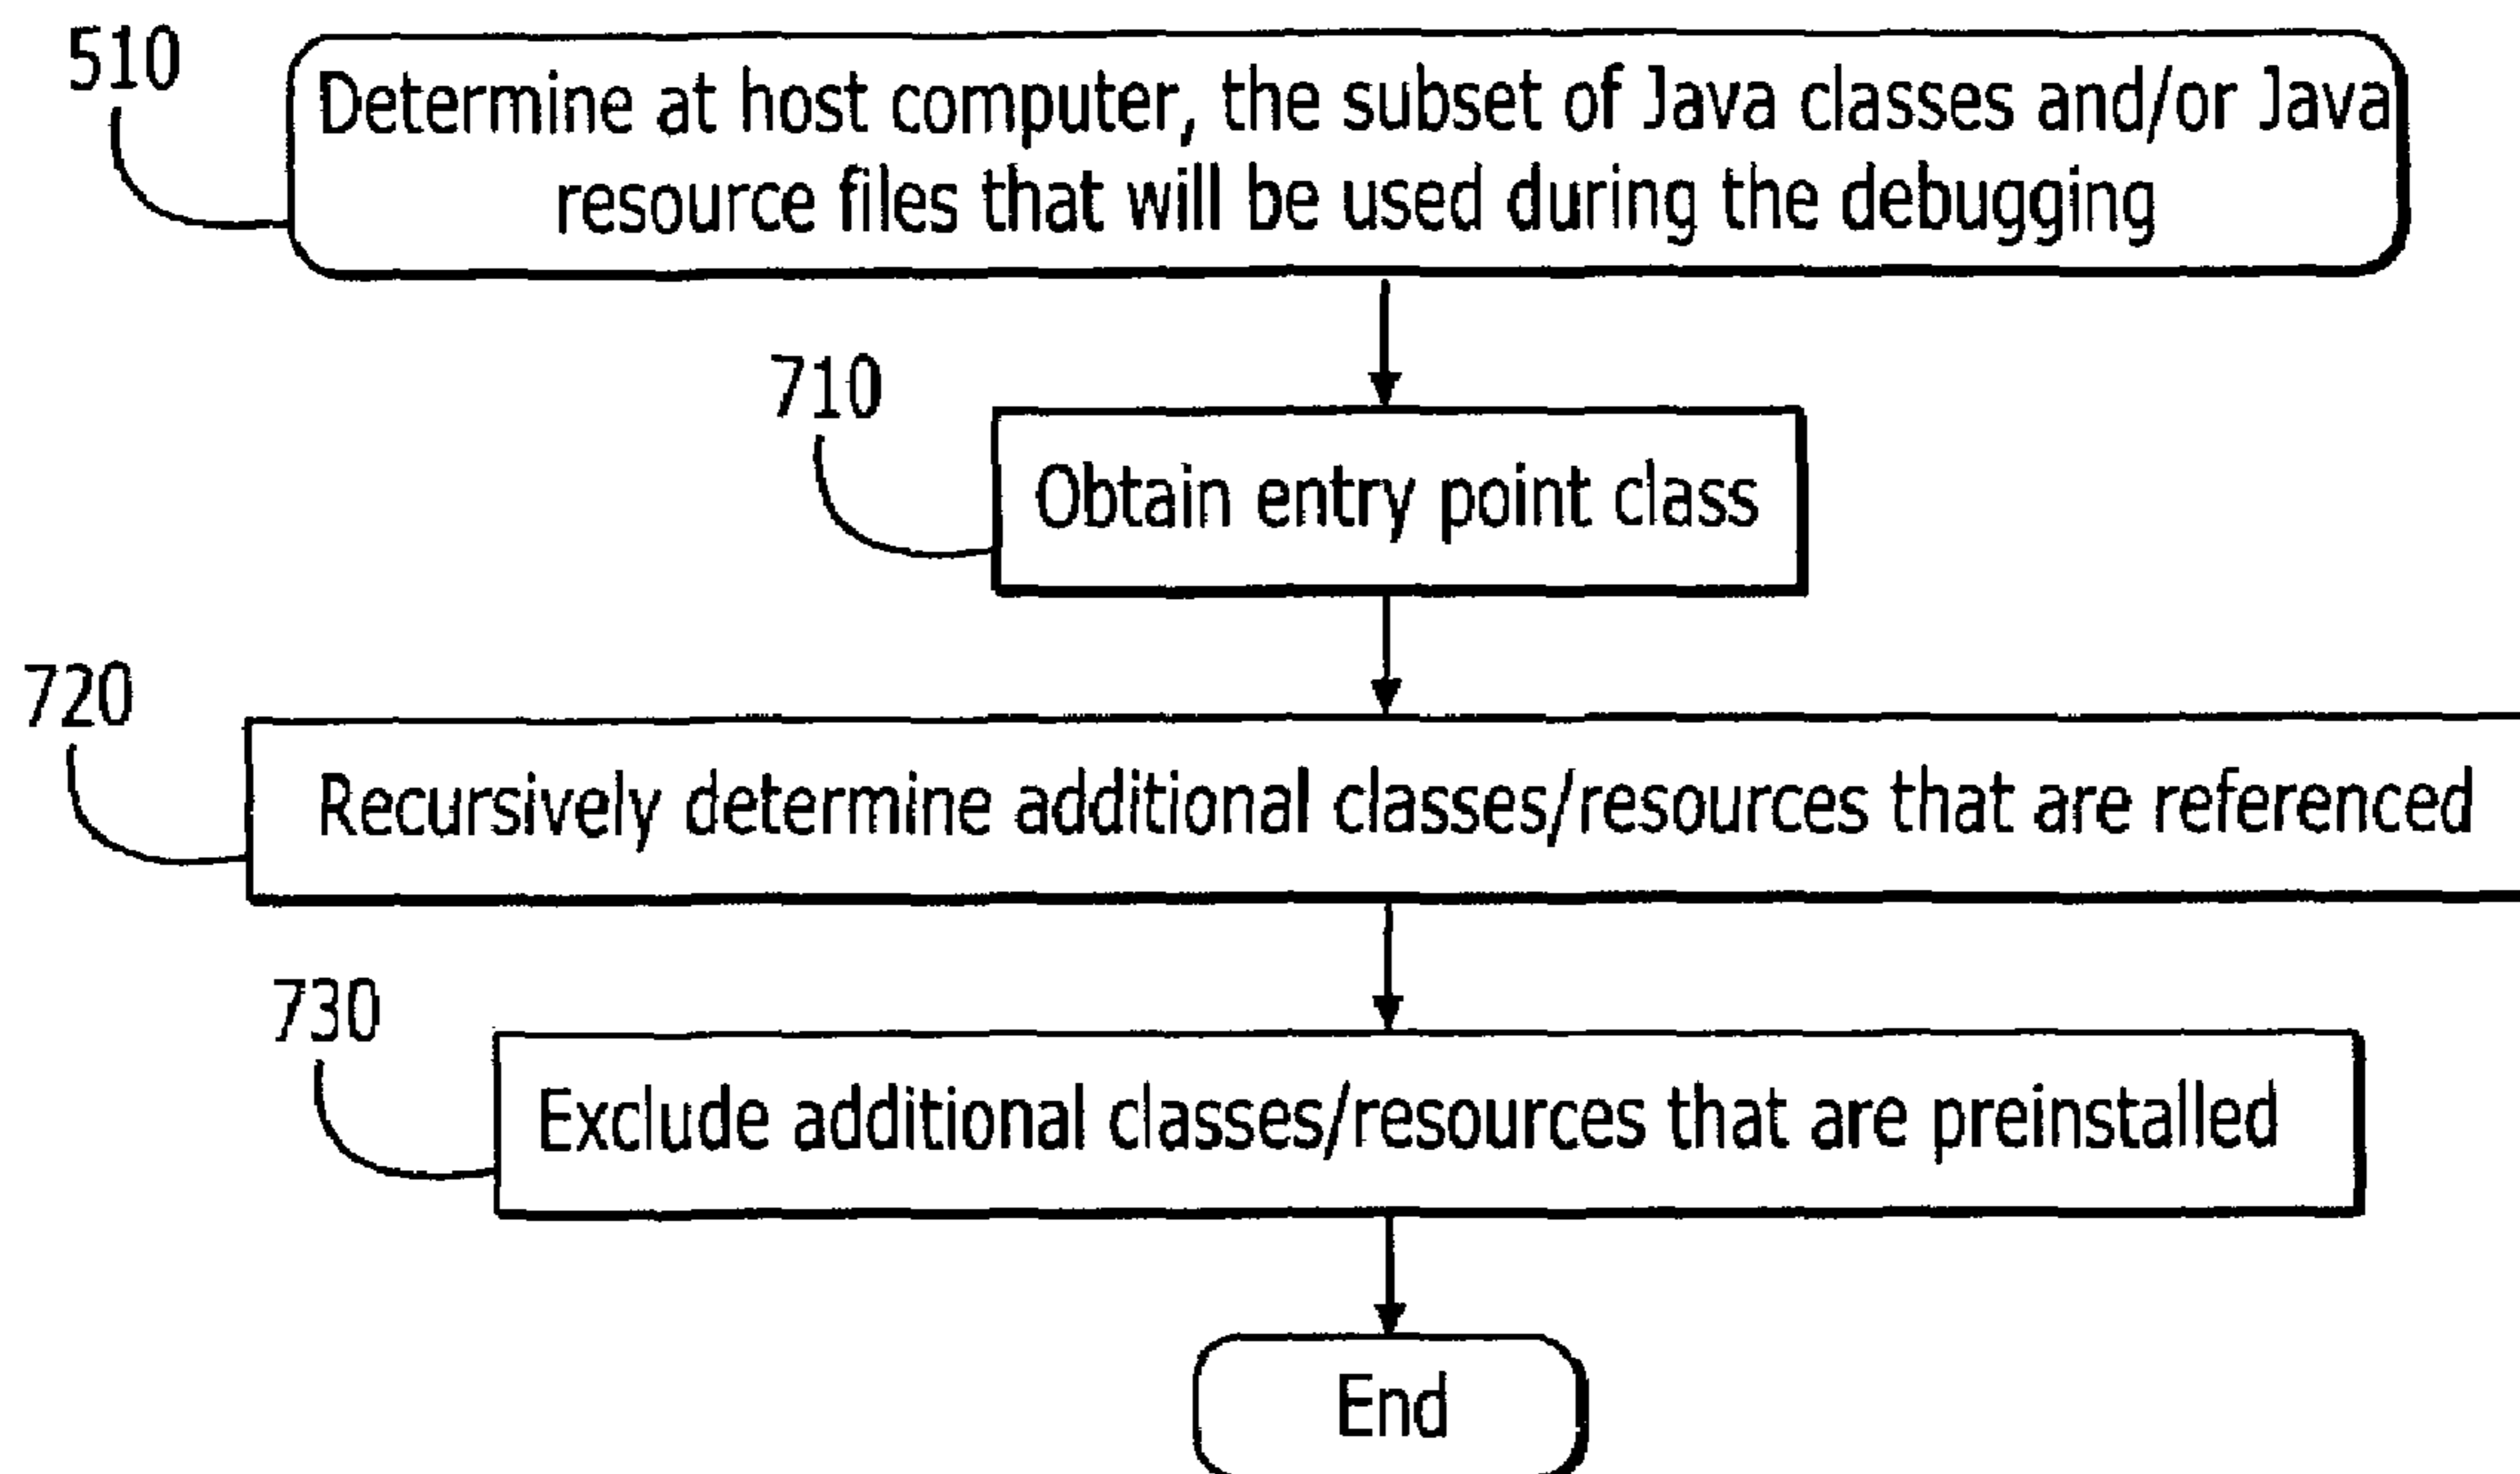 510
Determine at host computer, the subset of Java classes and/or Java
resource files that will be used during the debugging
710
Obtain entry point class
720
Recursively determine additional classes/resources that are referenced
730
Exclude additional classes/resources that are preinstalled
End